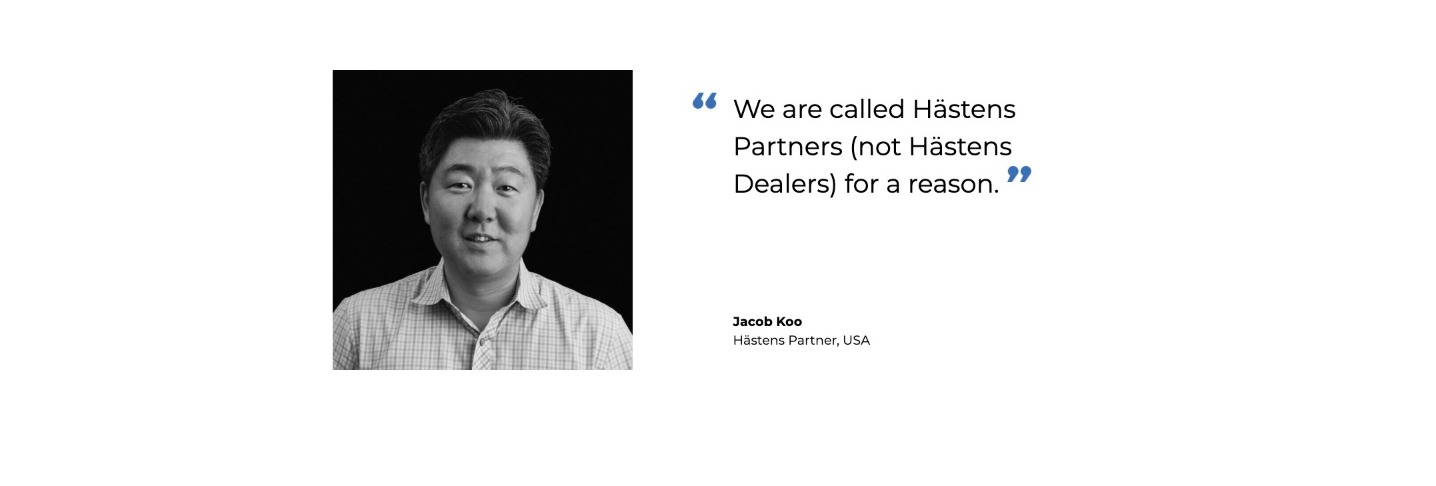 “ We are called Hästens
Partners (not Hästens
Dealers) for a reason. ”
Jacob Koo
Hästens Partner, USA